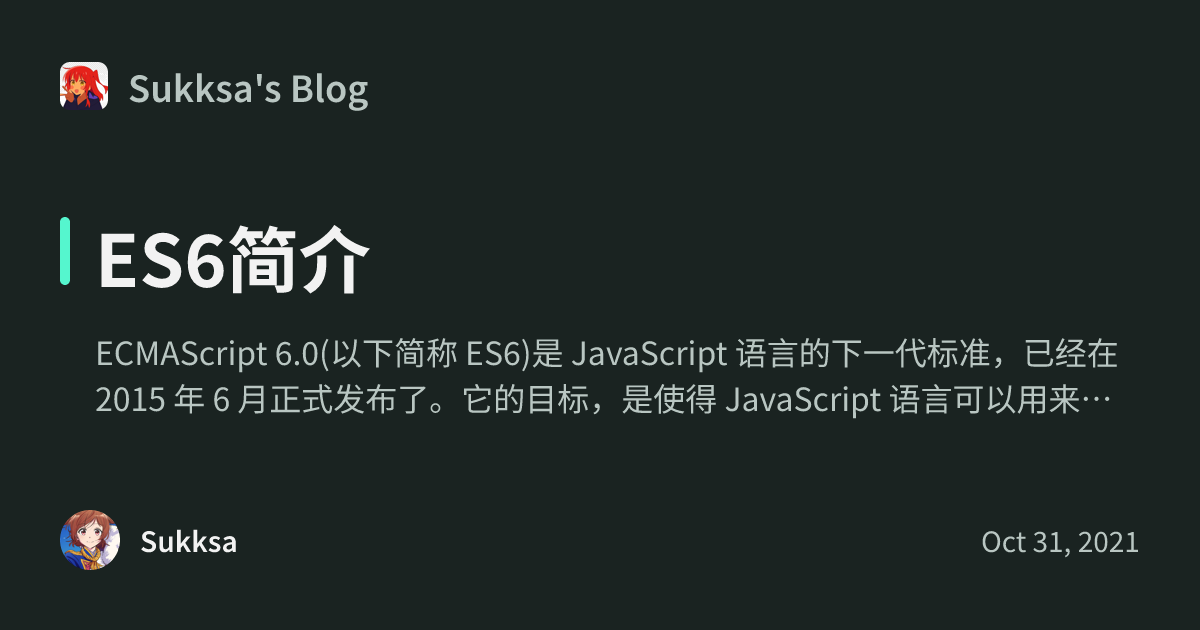 Sukksa's Blog
ES6简介
ECMAScript 6.0(以下简称 ES6)是 JavaScript 语言的下一代标准，已经在
2015 年 6 月正式发布了。它的目标，是使得 JavaScript 语言可以用来…
Sukksa
Oct 31, 2021